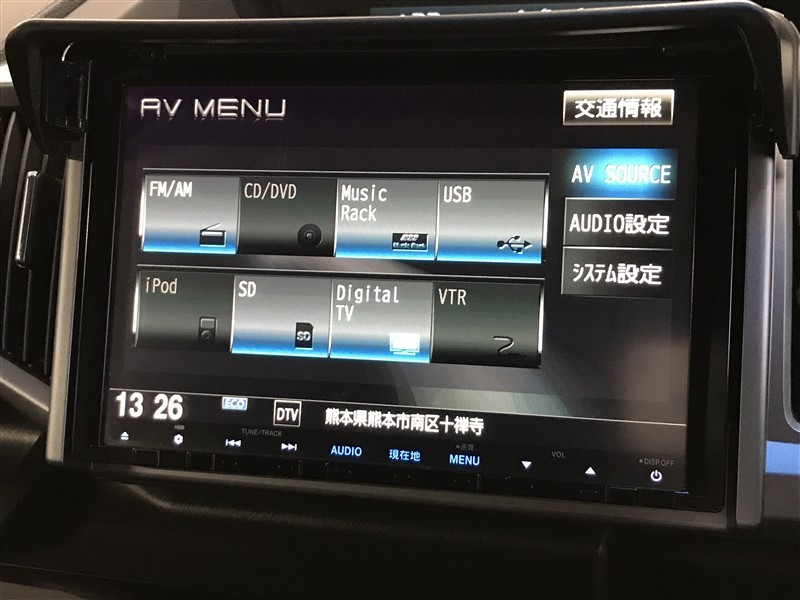 AV MENU
交通情報
FM/AM
CD/DVD
Music
Rack
USB
AV SOURCE
AUDIO設定
システム設定
iPod
SD
SD
Digital
TV
VTR
13 26
ECO
DTV
熊本県熊本市南区十禅寺
TUNE/TRACK
AUDIO
現在地
MENU
VOL
DISP OFF